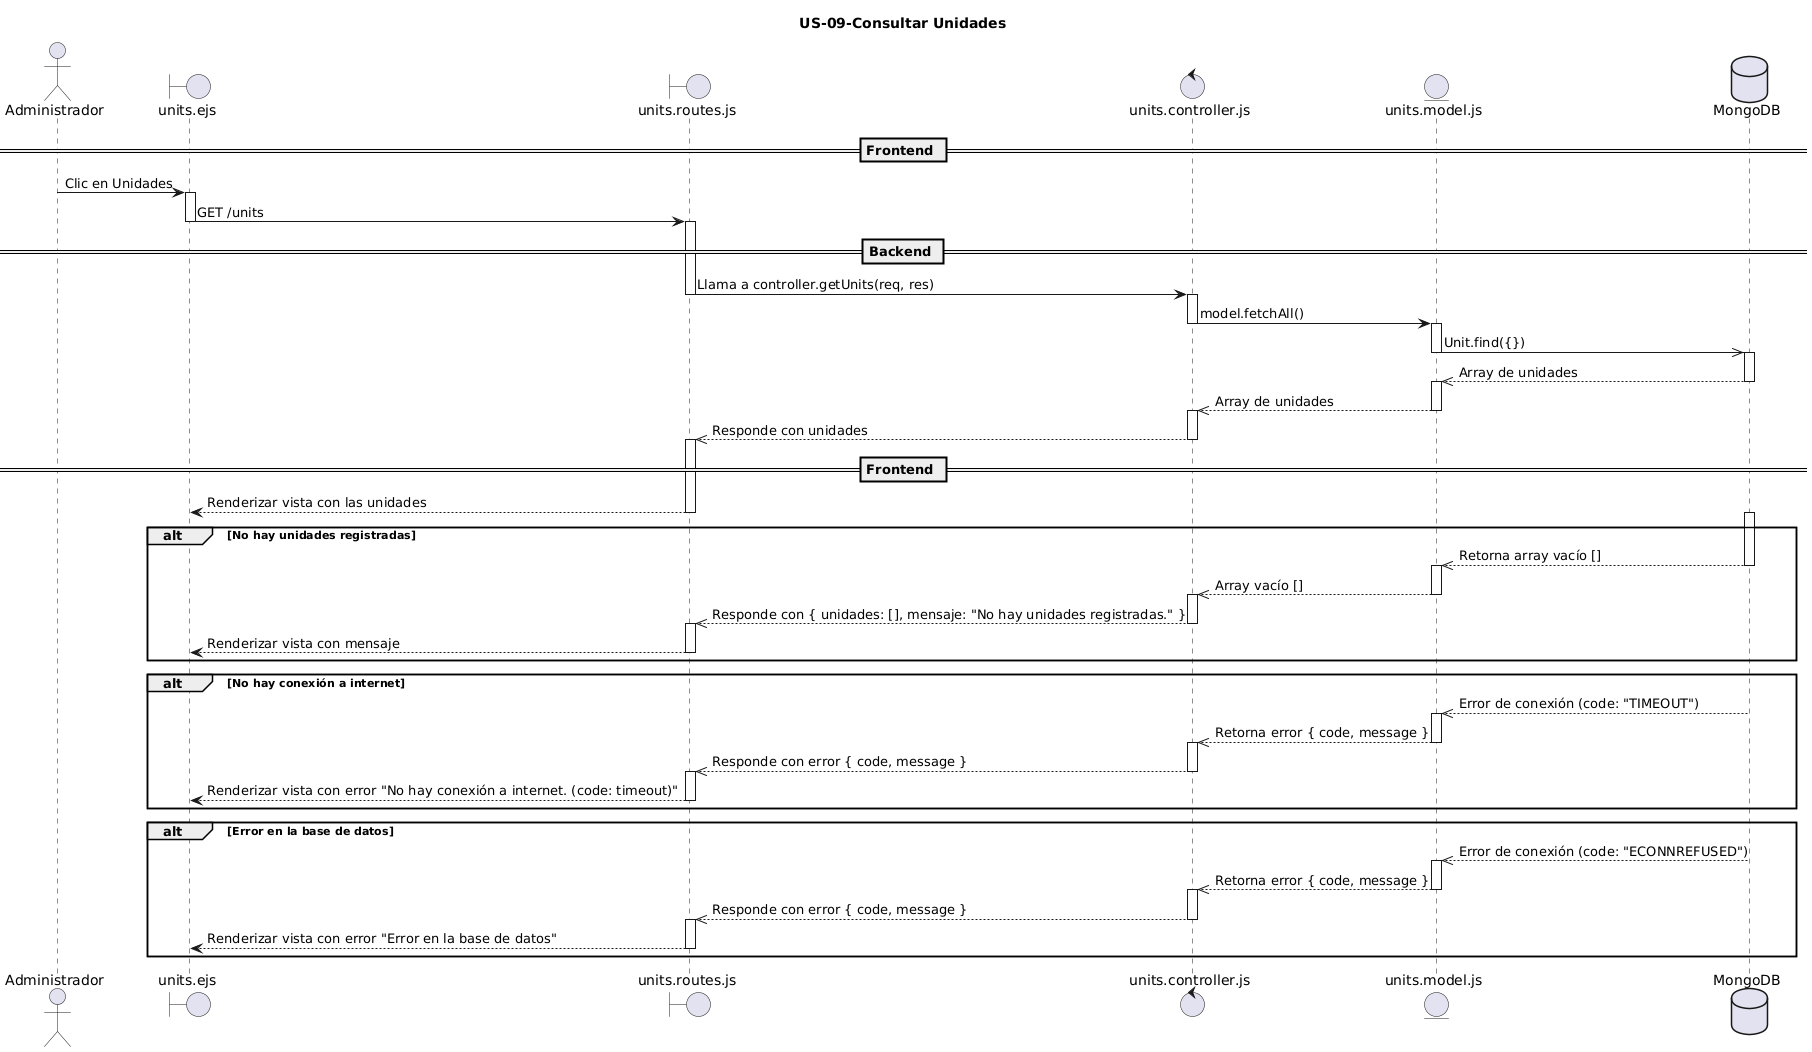 US-09-Consultar Unidades
Administrador
units.ejs
units.routes.js
units.controller.js
units.model.js
MongoDB
Frontend
Clic en Unidades
GET /units
Backend
Llama a controller.getUnits(req, res)
model.fetchAll()
Unit.find({})
Array de unidades
Array de unidades
Responde con unidades
Frontend
Renderizar vista con las unidades
alt [No hay unidades registradas]
Retorna array vacío []
Array vacío []
Responde con { unidades: [], mensaje: "No hay unidades registradas." }
Renderizar vista con mensaje
alt [No hay conexión a internet]
Error de conexión (code: "TIMEOUT")
Retorna error { code, message }
Responde con error { code, message }
Renderizar vista con error "No hay conexión a internet. (code: timeout)"
alt [Error en la base de datos]
Error de conexión (code: "ECONNREFUSED")
Retorna error { code, message }
Responde con error { code, message }
Renderizar vista con error "Error en la base de datos"
Administrador
units.ejs
units.routes.js
units.controller.js
units.model.js
MongoDB